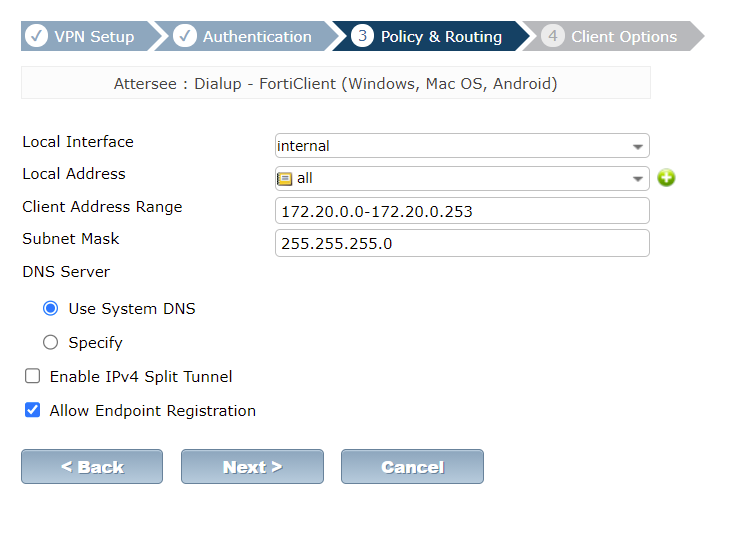 VPN Setup Authentication 3 Policy & Routing 4 Client Options
Attersee : Dialup - FortiClient (Windows, Mac OS, Android)
Local Interface internal
Local Address all
Client Address Range 172.20.0.0-172.20.0.253
Subnet Mask 255.255.255.0
DNS Server
Use System DNS
Specify
Enable IPv4 Split Tunnel
Allow Endpoint Registration
< Back Next > Cancel